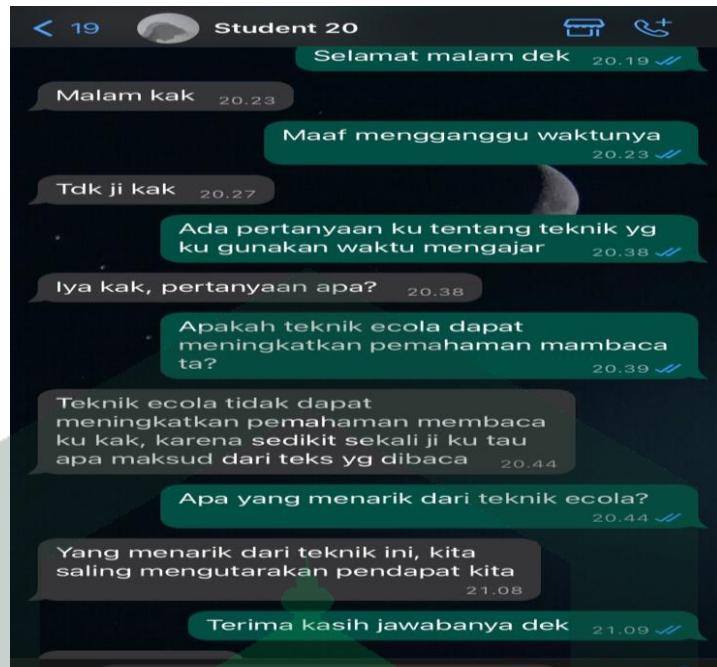 19 Student 20
Selamat malam dek 20.19
Malam kak 20.23
Maaf mengganggu waktunya
20.23
Tdk ji kak 20.27
Ada pertanyaan ku tentang teknik yg
ku gunakan waktu mengajar 20.38
Iya kak, pertanyaan apa? 20.38
Apakah teknik ecola dapat
meningkatkan pemahaman mambaca
ta? 20.39
Teknik ecola tidak dapat
meningkatkan pemahaman membaca
ku kak, karena sedikit sekali ji ku tau
apa maksud dari teks yg dibaca 20.44
Apa yang menarik dari teknik ecola?
20.44
Yang menarik dari teknik ini, kita
saling mengutarakan pendapat kita
21.08
Terima kasih jawabanya dek 21.09